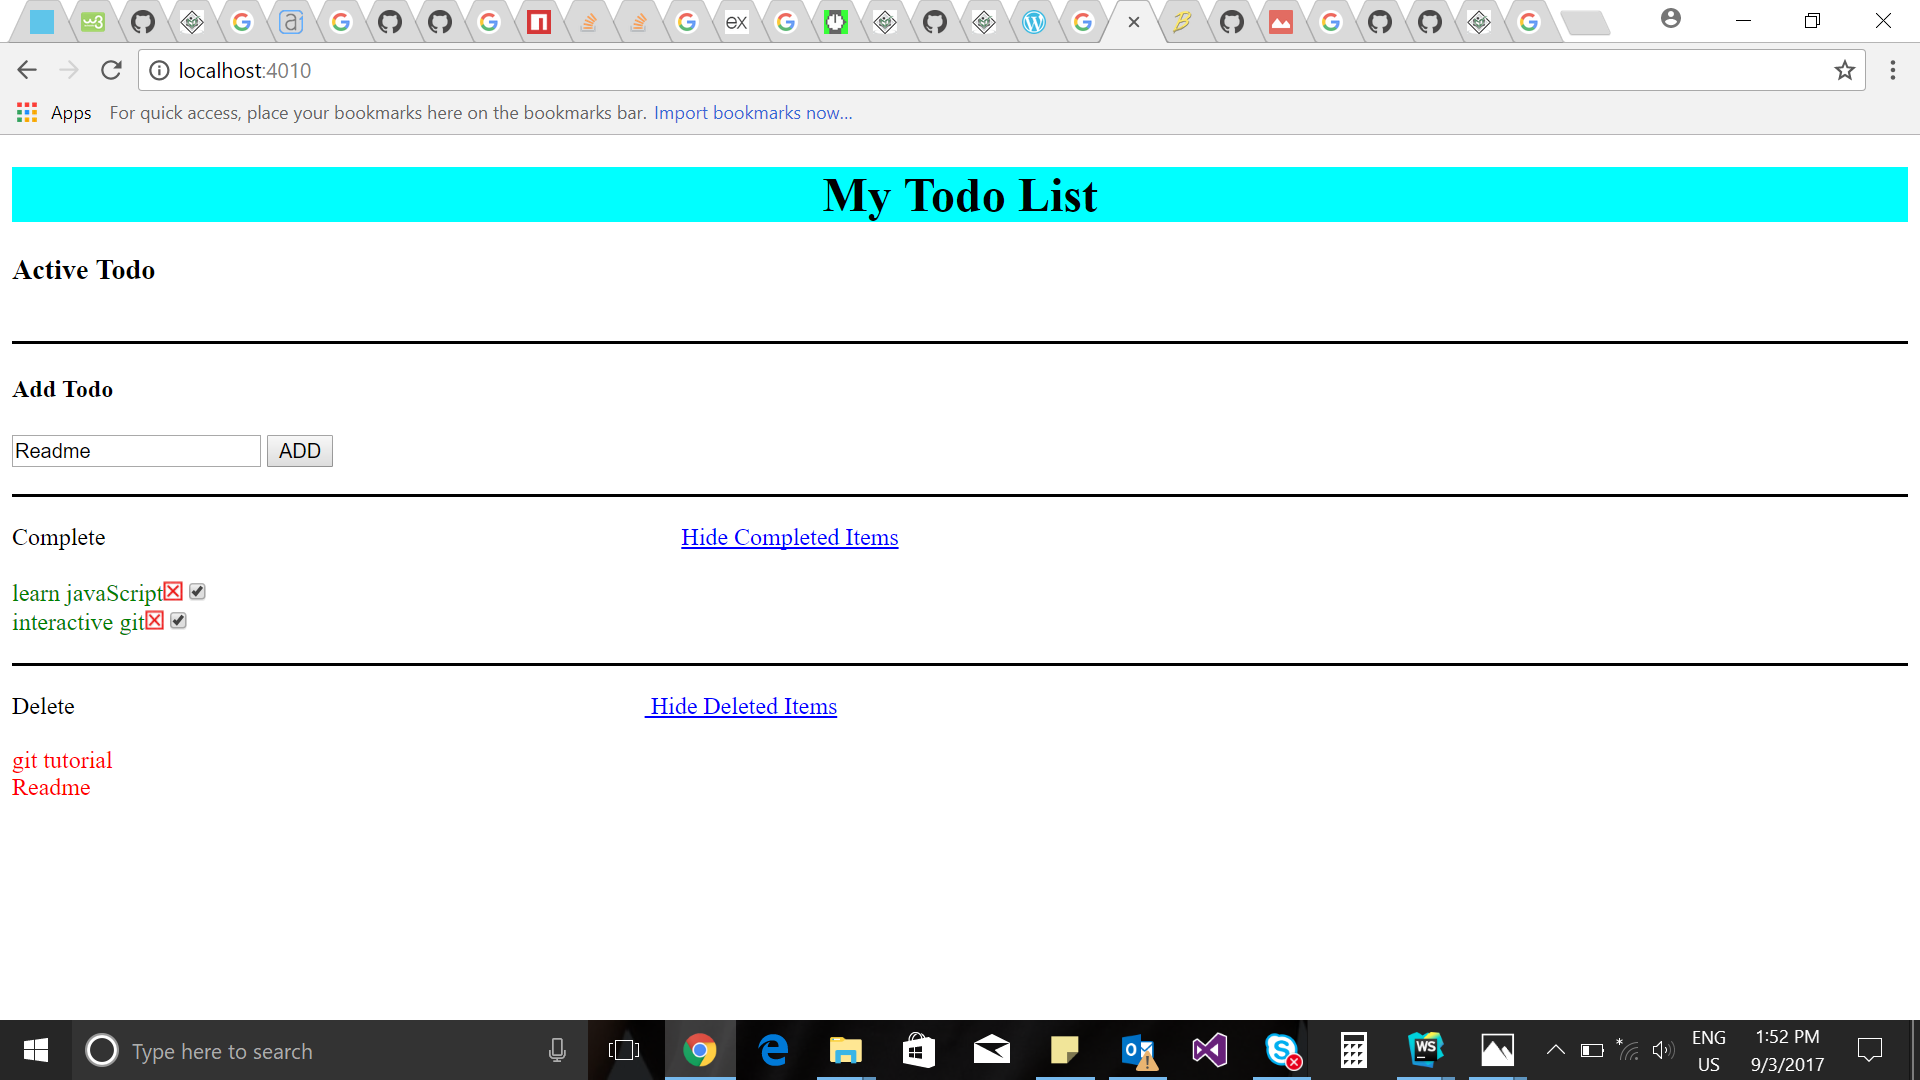 localhost:4010
Apps For quick access, place your bookmarks here on the bookmarks bar. Import bookmarks now...
My Todo List
Active Todo
Add Todo
Readme ADD
Complete Hide Completed Items
learn javaScript
interactive git
Delete Hide Deleted Items
git tutorial
Readme
Type here to search
ENG
US
1:52 PM
9/3/2017